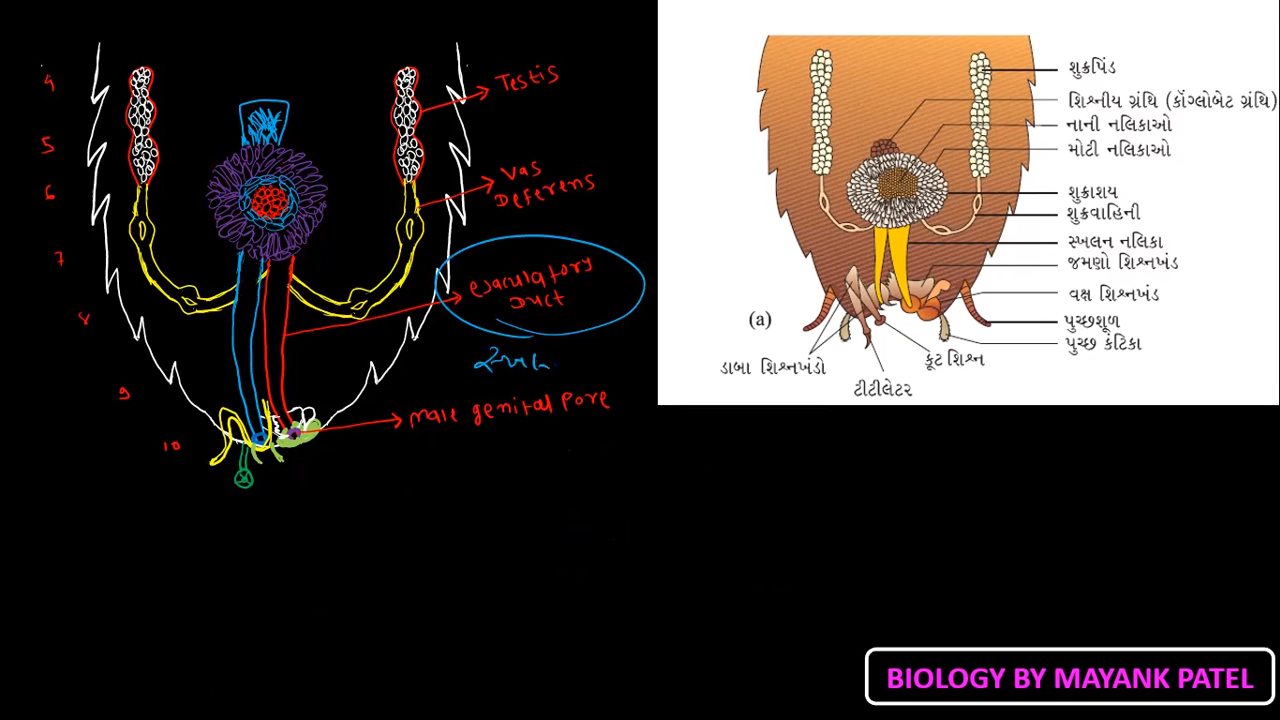 4
5
6
7
8
9
10
Testis
Vas
Deferens
ejaculatory
Duct
સ્ખલ
male genital pore
શુક્રપિંડ
શિશ્નીય ગ્રંથિ (કૉંગ્લોબેટ ગ્રંથિ)
નાની નલિકાઓ
મોટી નલિકાઓ
શુક્રાશય
શુક્રવાહિની
સ્ખલન નલિકા
જમણો શિશ્નખંડ
વક્ષ શિશ્નખંડ
પુચ્છશૂળ
પુચ્છ કંટિકા
(a)
ડાબા શિશ્નખંડો
કૂટ શિશ્ન
ટીટીલેટર
BIOLOGY BY MAYANK PATEL